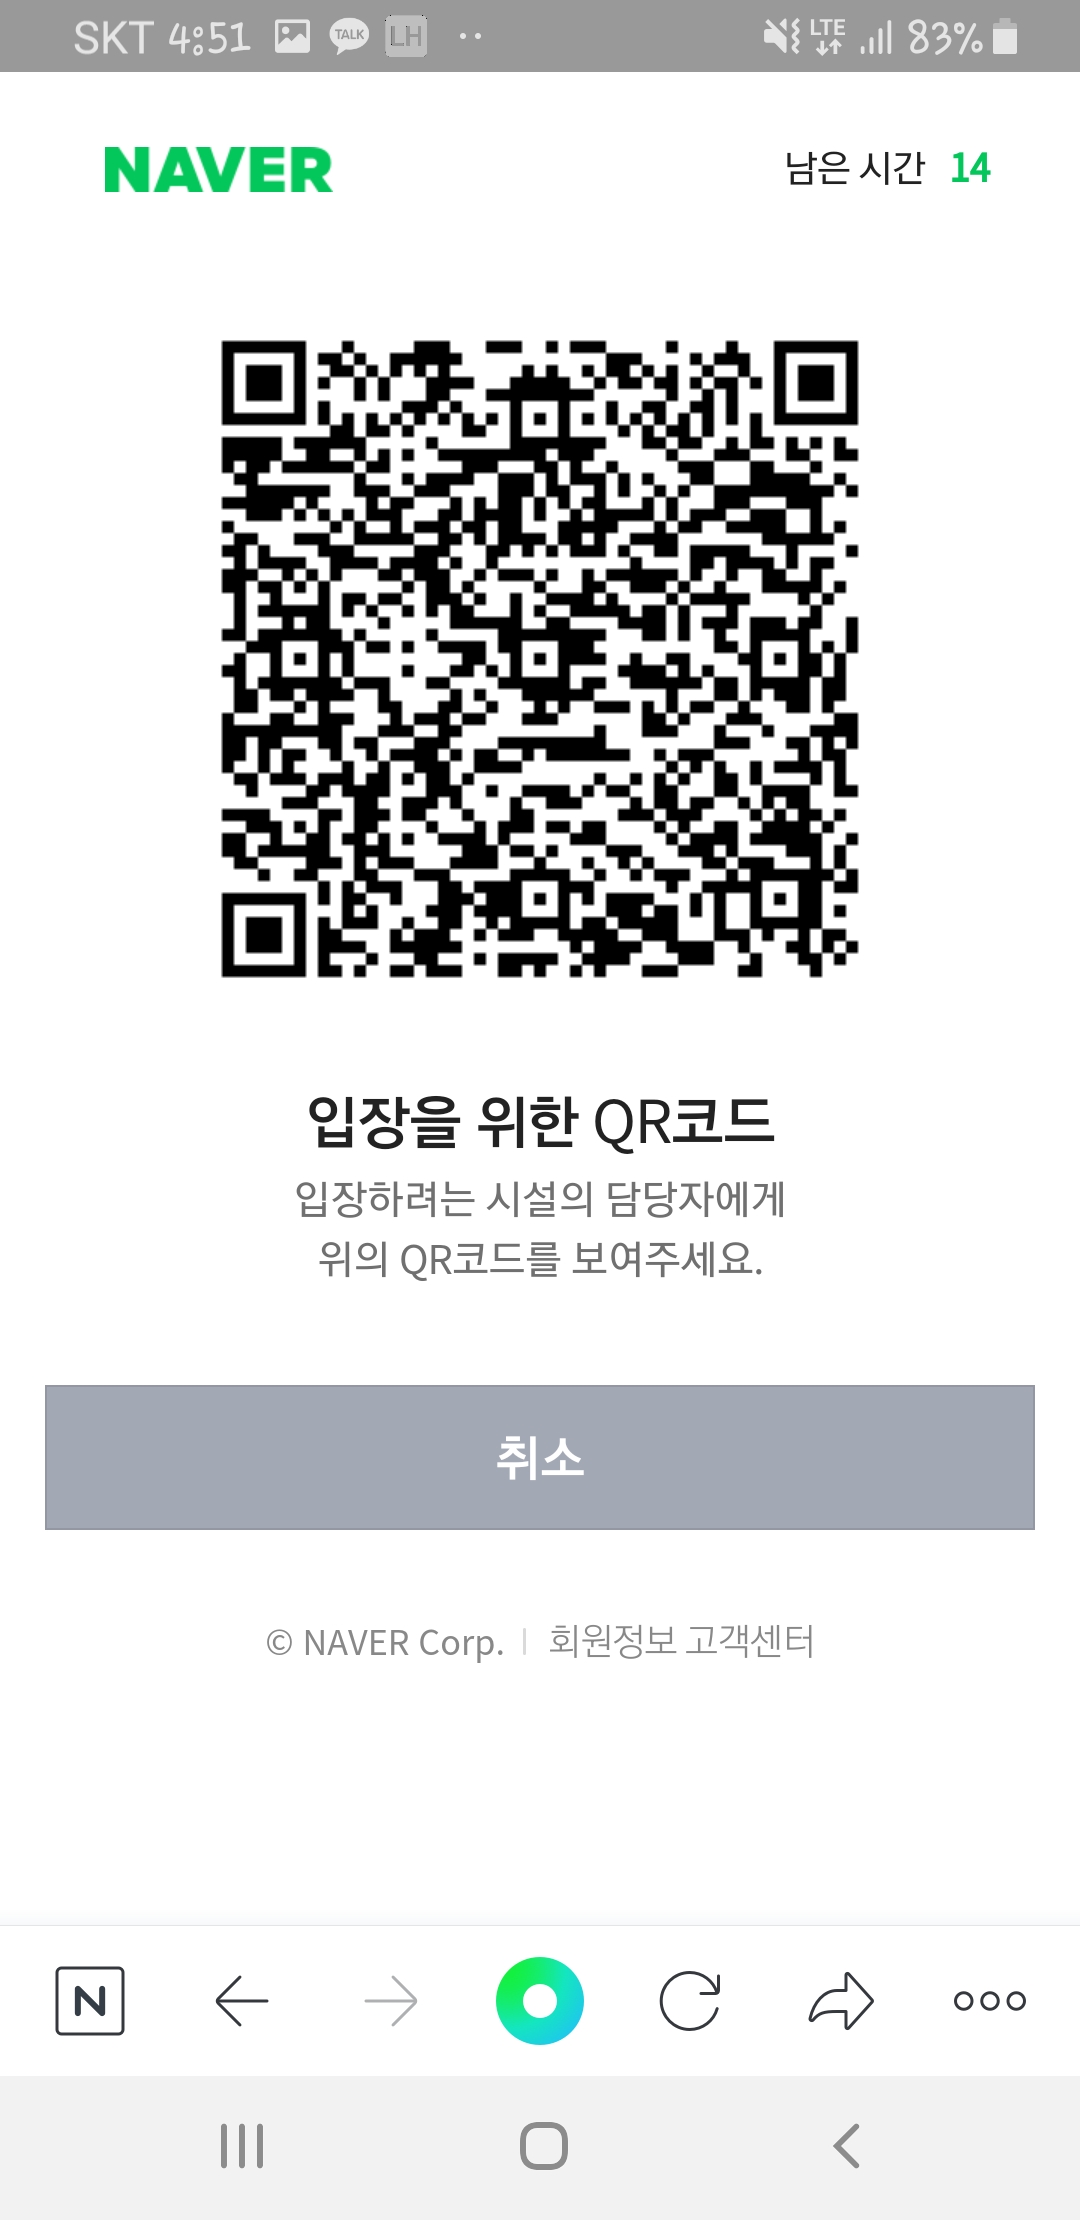 SKT 4:51 TALK LH LTE 83%
NAVER 남은 시간 14
입장을 위한 QR코드
입장하려는 시설의 담당자에게
위의 QR코드를 보여주세요.
취소
© NAVER Corp. | 회원정보 고객센터
N